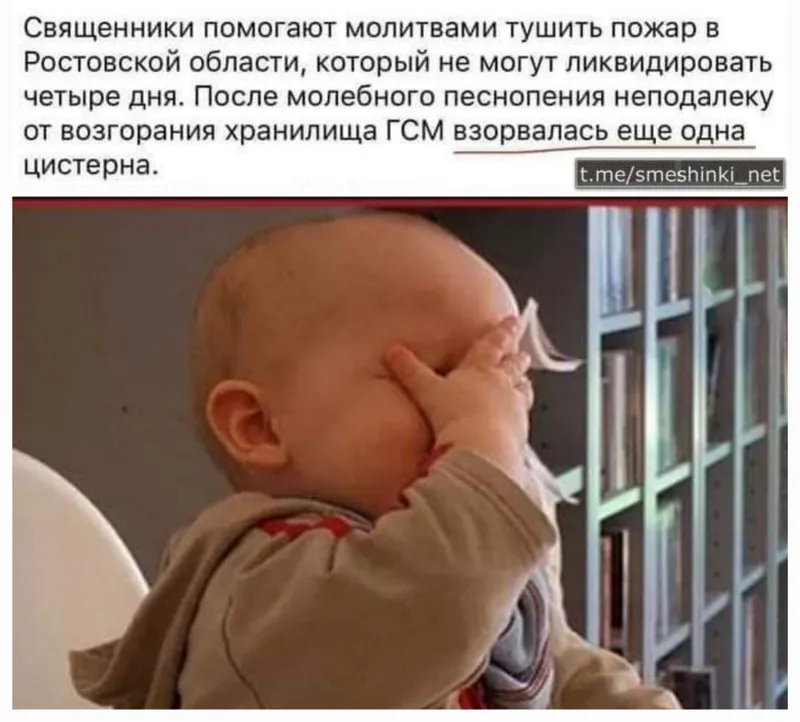 Священники помогают молитвами тушить пожар в
Ростовской области, который не могут ликвидировать
четыре дня. После молебного песнопения неподалеку
от возгорания хранилища ГСМ взорвалась еще одна
цистерна.
t.me/smeshinki_net